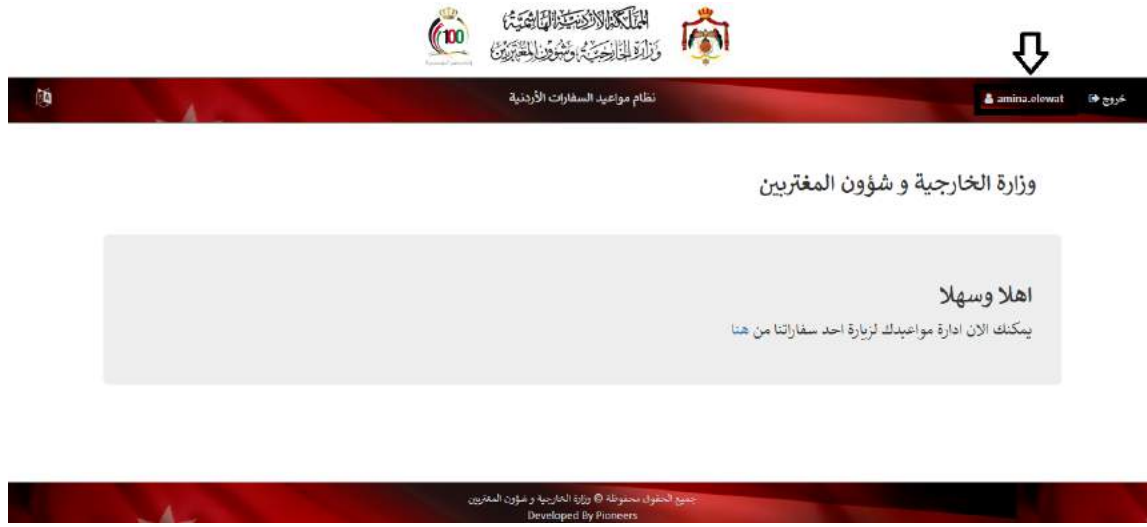 المملكة الأردنية الهاشمية
وزارة الخارجية وشؤون المغتربين
100
خروج
amina.elewat
نظام مواعيد السفارات الأردنية
وزارة الخارجية و شؤون المغتربين
اهلا وسهلا
يمكنك الان ادارة مواعيدك لزيارة احد سفاراتنا من هنا
جميع الحقوق محفوظة © وزارة الخارجية و شؤون المغتربين
Developed By Pioneers